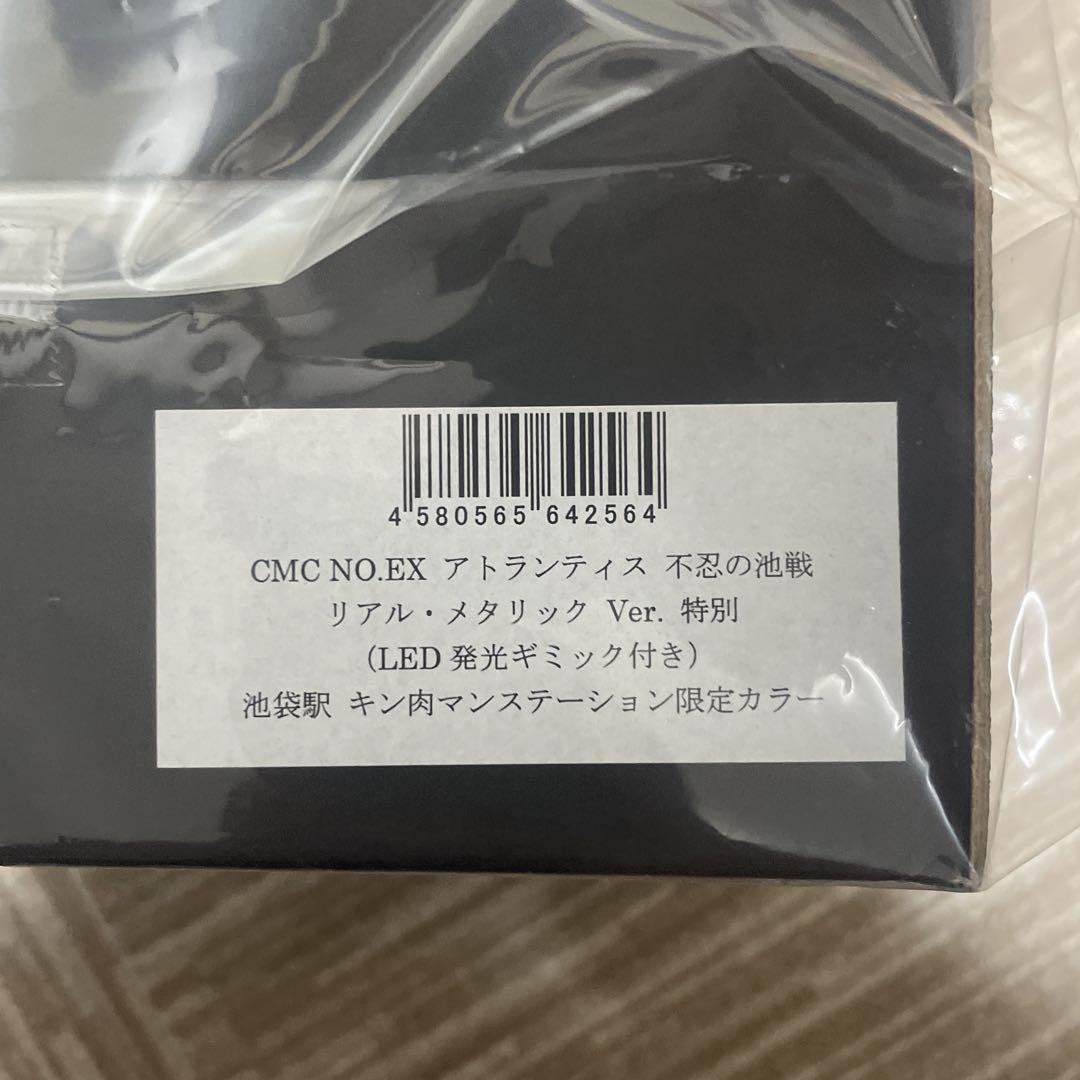 4 580565 642564
CMC NO.EX アトランティス 不忍の池戦
リアル・メタリック Ver. 特別
（LED 発光ギミック付き）
池袋駅 キン肉マンステーション限定カラー